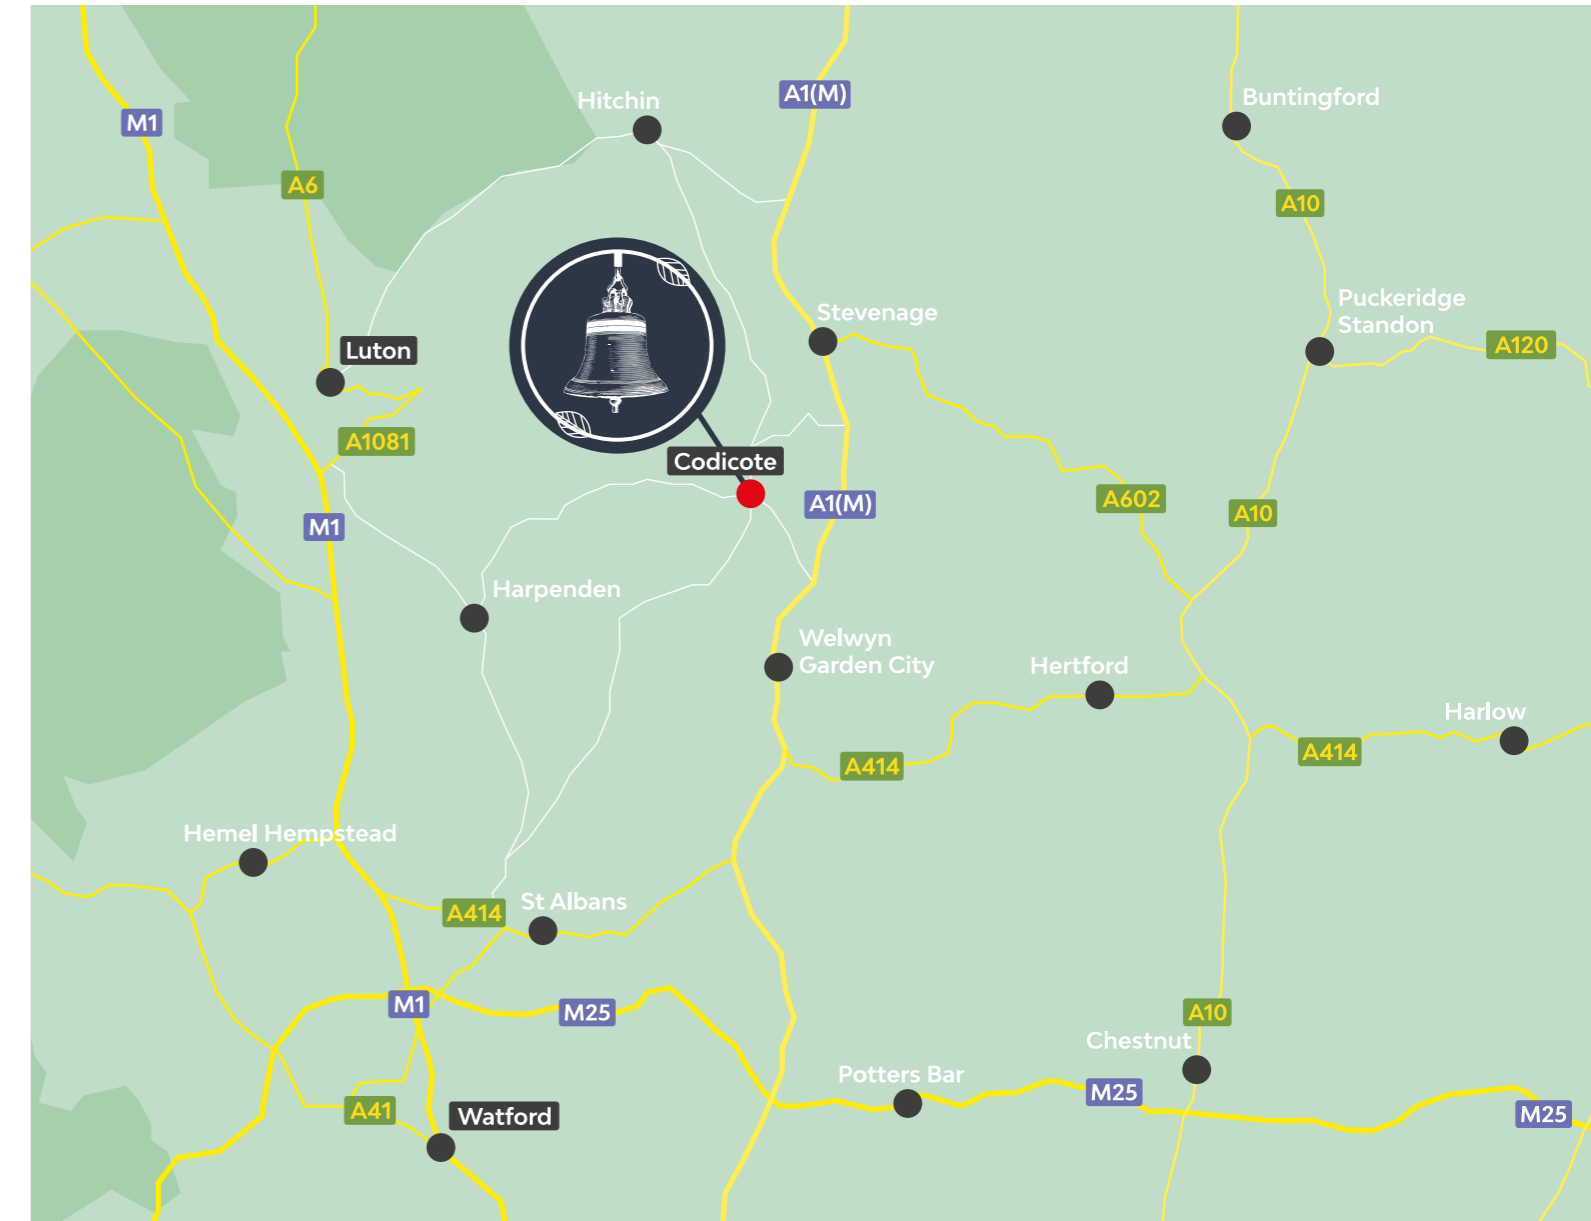 Hitchin
A1(M)
Buntingford
M1
A6
A10
Puckeridge
Standon
Stevenage
A120
Luton
A1081
Codicote
A602
A1(M)
A10
M1
Harpenden
Welwyn
Garden City
Hertford
Harlow
A414
A414
Hemel Hempstead
St Albans
A414
M1
M25
A10
Chestnut
Potters Bar
M25
A41
Watford
M25